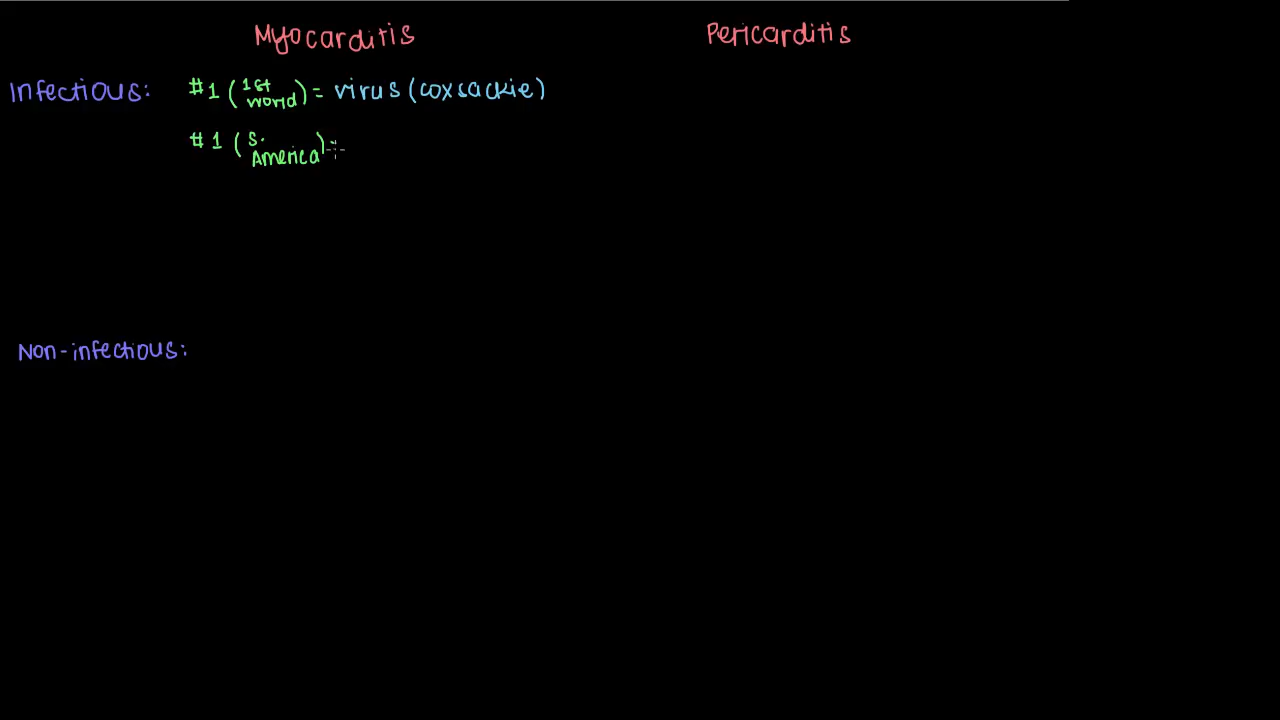 Myocarditis Pericarditis
Infectious: #1 (1st world) = virus (coxsackie)
#1 (S. America) =
Non-infectious: